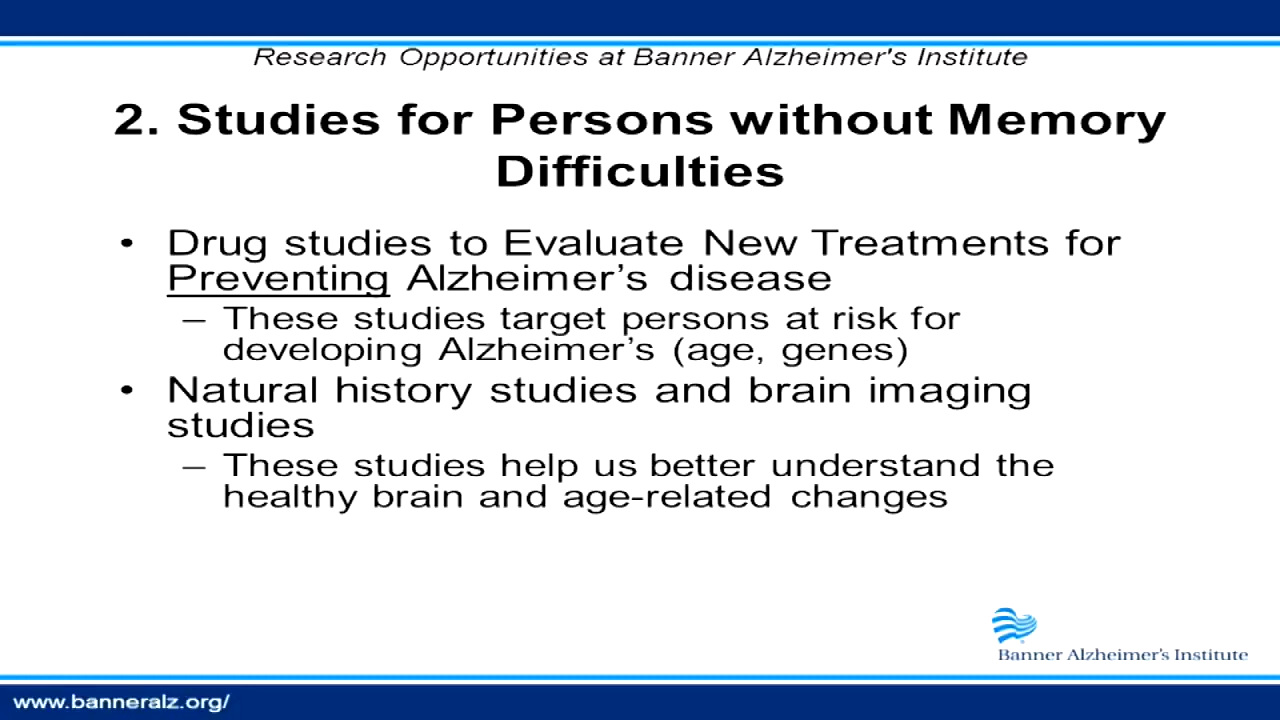 Research Opportunities at Banner Alzheimer's Institute
2. Studies for Persons without Memory
Difficulties
• Drug studies to Evaluate New Treatments for
Preventing Alzheimer’s disease
– These studies target persons at risk for
developing Alzheimer’s (age, genes)
• Natural history studies and brain imaging
studies
– These studies help us better understand the
healthy brain and age-related changes
Banner Alzheimer’s Institute
www.banneralz.org/